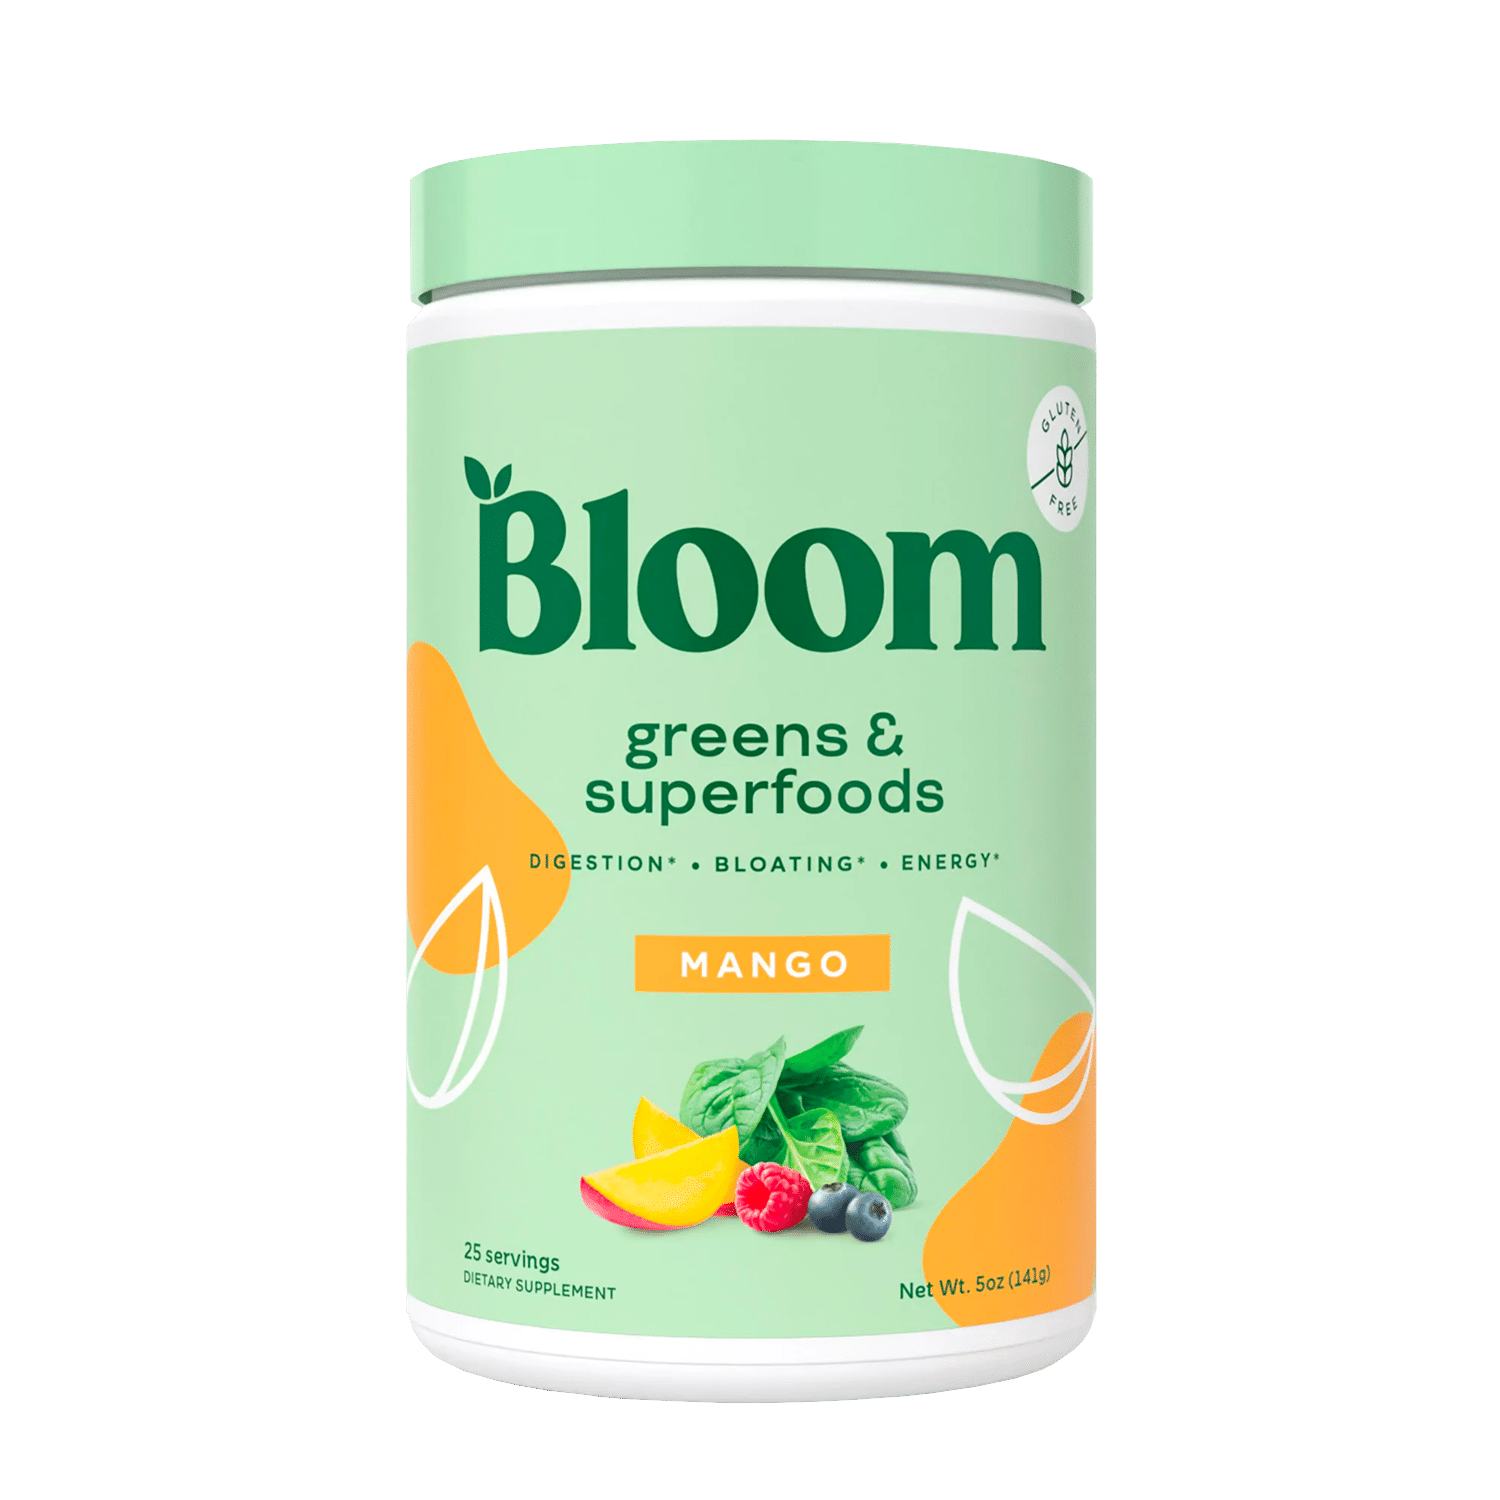 GLUTEN
FREE
Bloom
greens &
superfoods
DIGESTION* • BLOATING* • ENERGY*
MANGO
25 servings
DIETARY SUPPLEMENT
Net Wt. 5oz (141g)